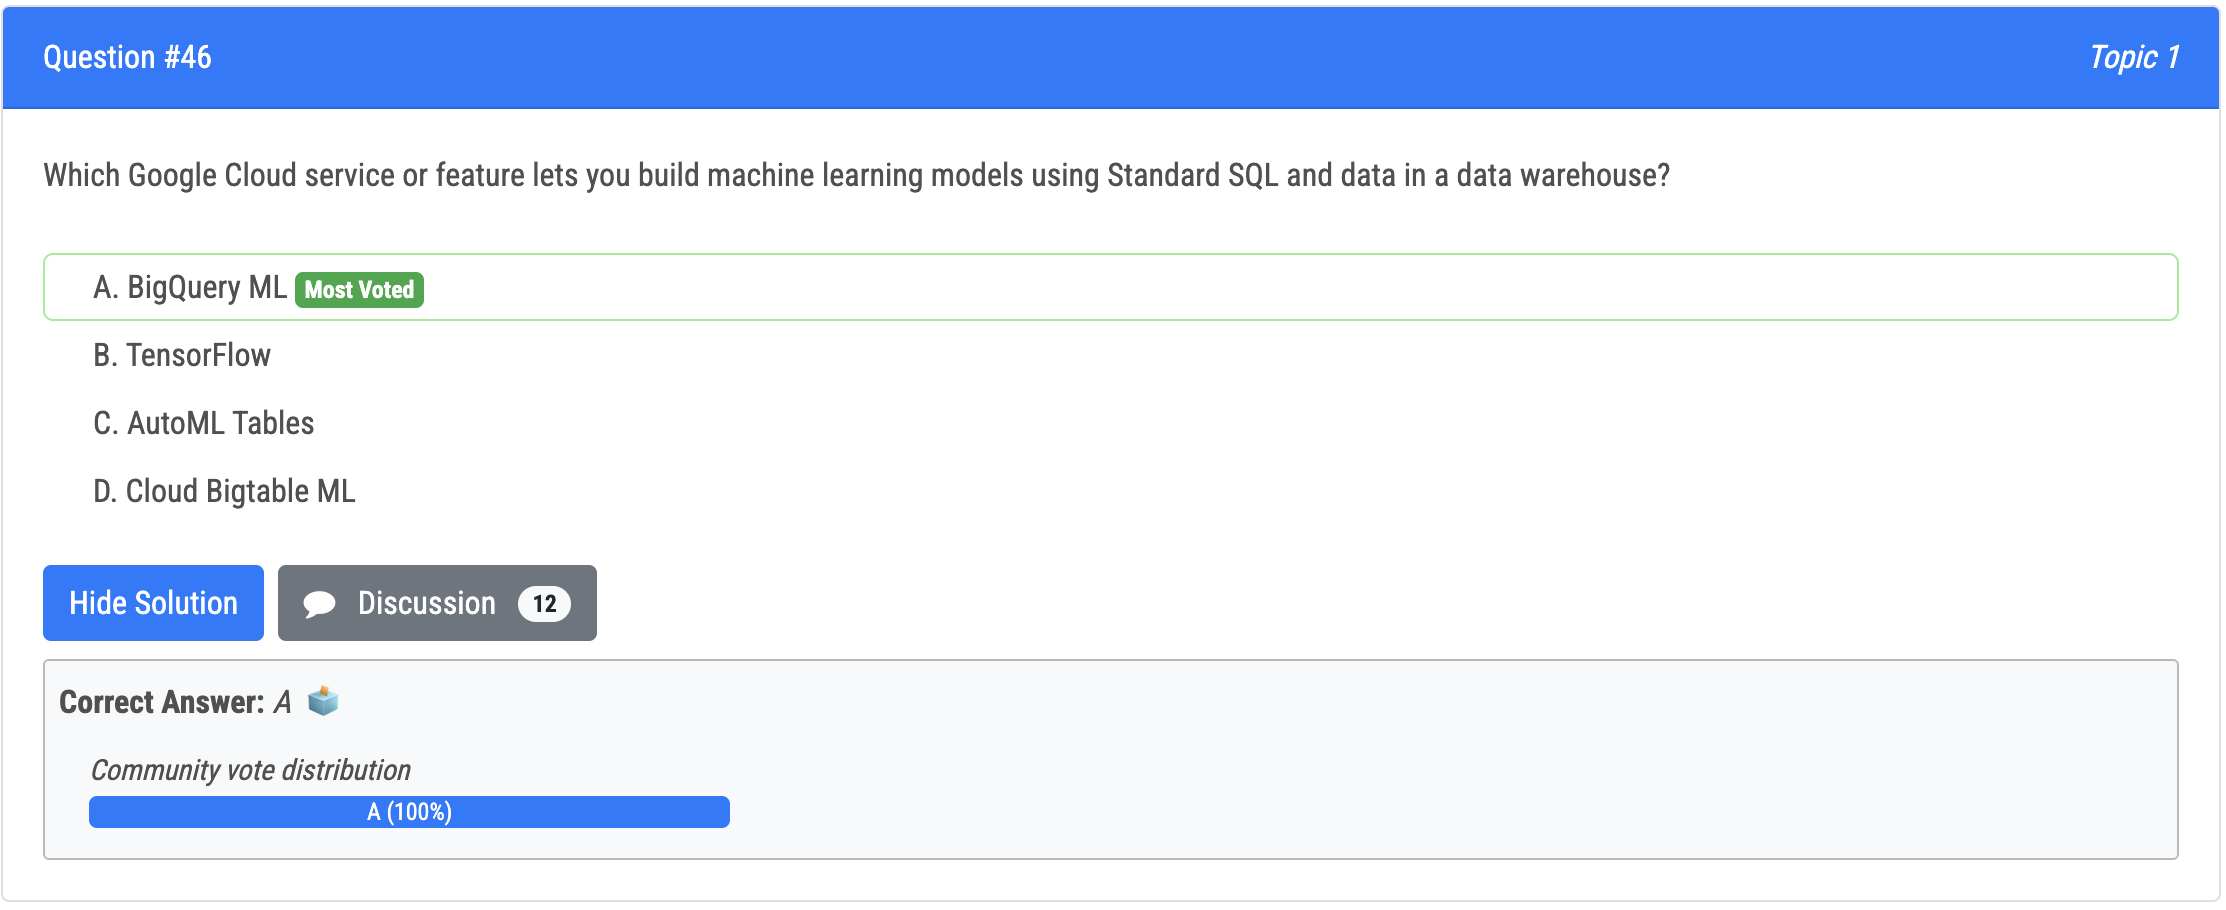 Question #46
Topic 1
Which Google Cloud service or feature lets you build machine learning models using Standard SQL and data in a data warehouse?
A. BigQuery ML Most Voted
B. TensorFlow
C. AutoML Tables
D. Cloud Bigtable ML
Hide Solution
Discussion 12
Correct Answer: A
Community vote distribution
A (100%)